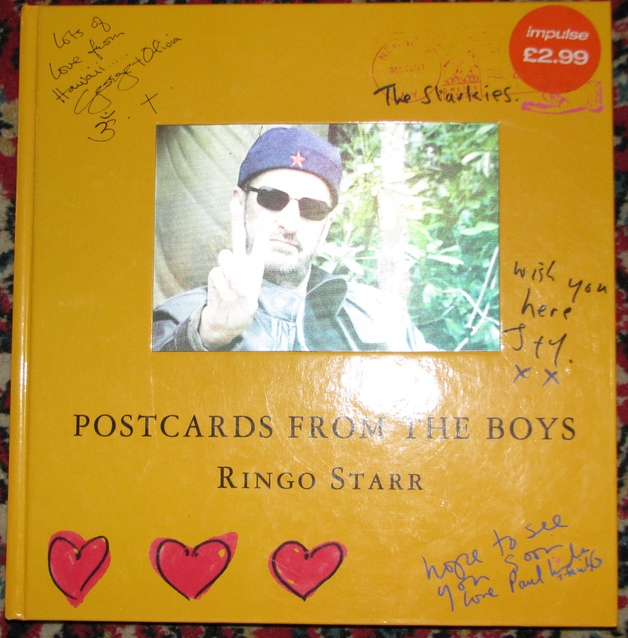 Lots of
love from
Hawaii.....
George + Olivia
ॐ. +.
impulse
£2.99
The Starkies.
wish you
here
J+Y.
x x
POSTCARDS FROM THE BOYS
RINGO STARR
hope to see
you soon
love Paul